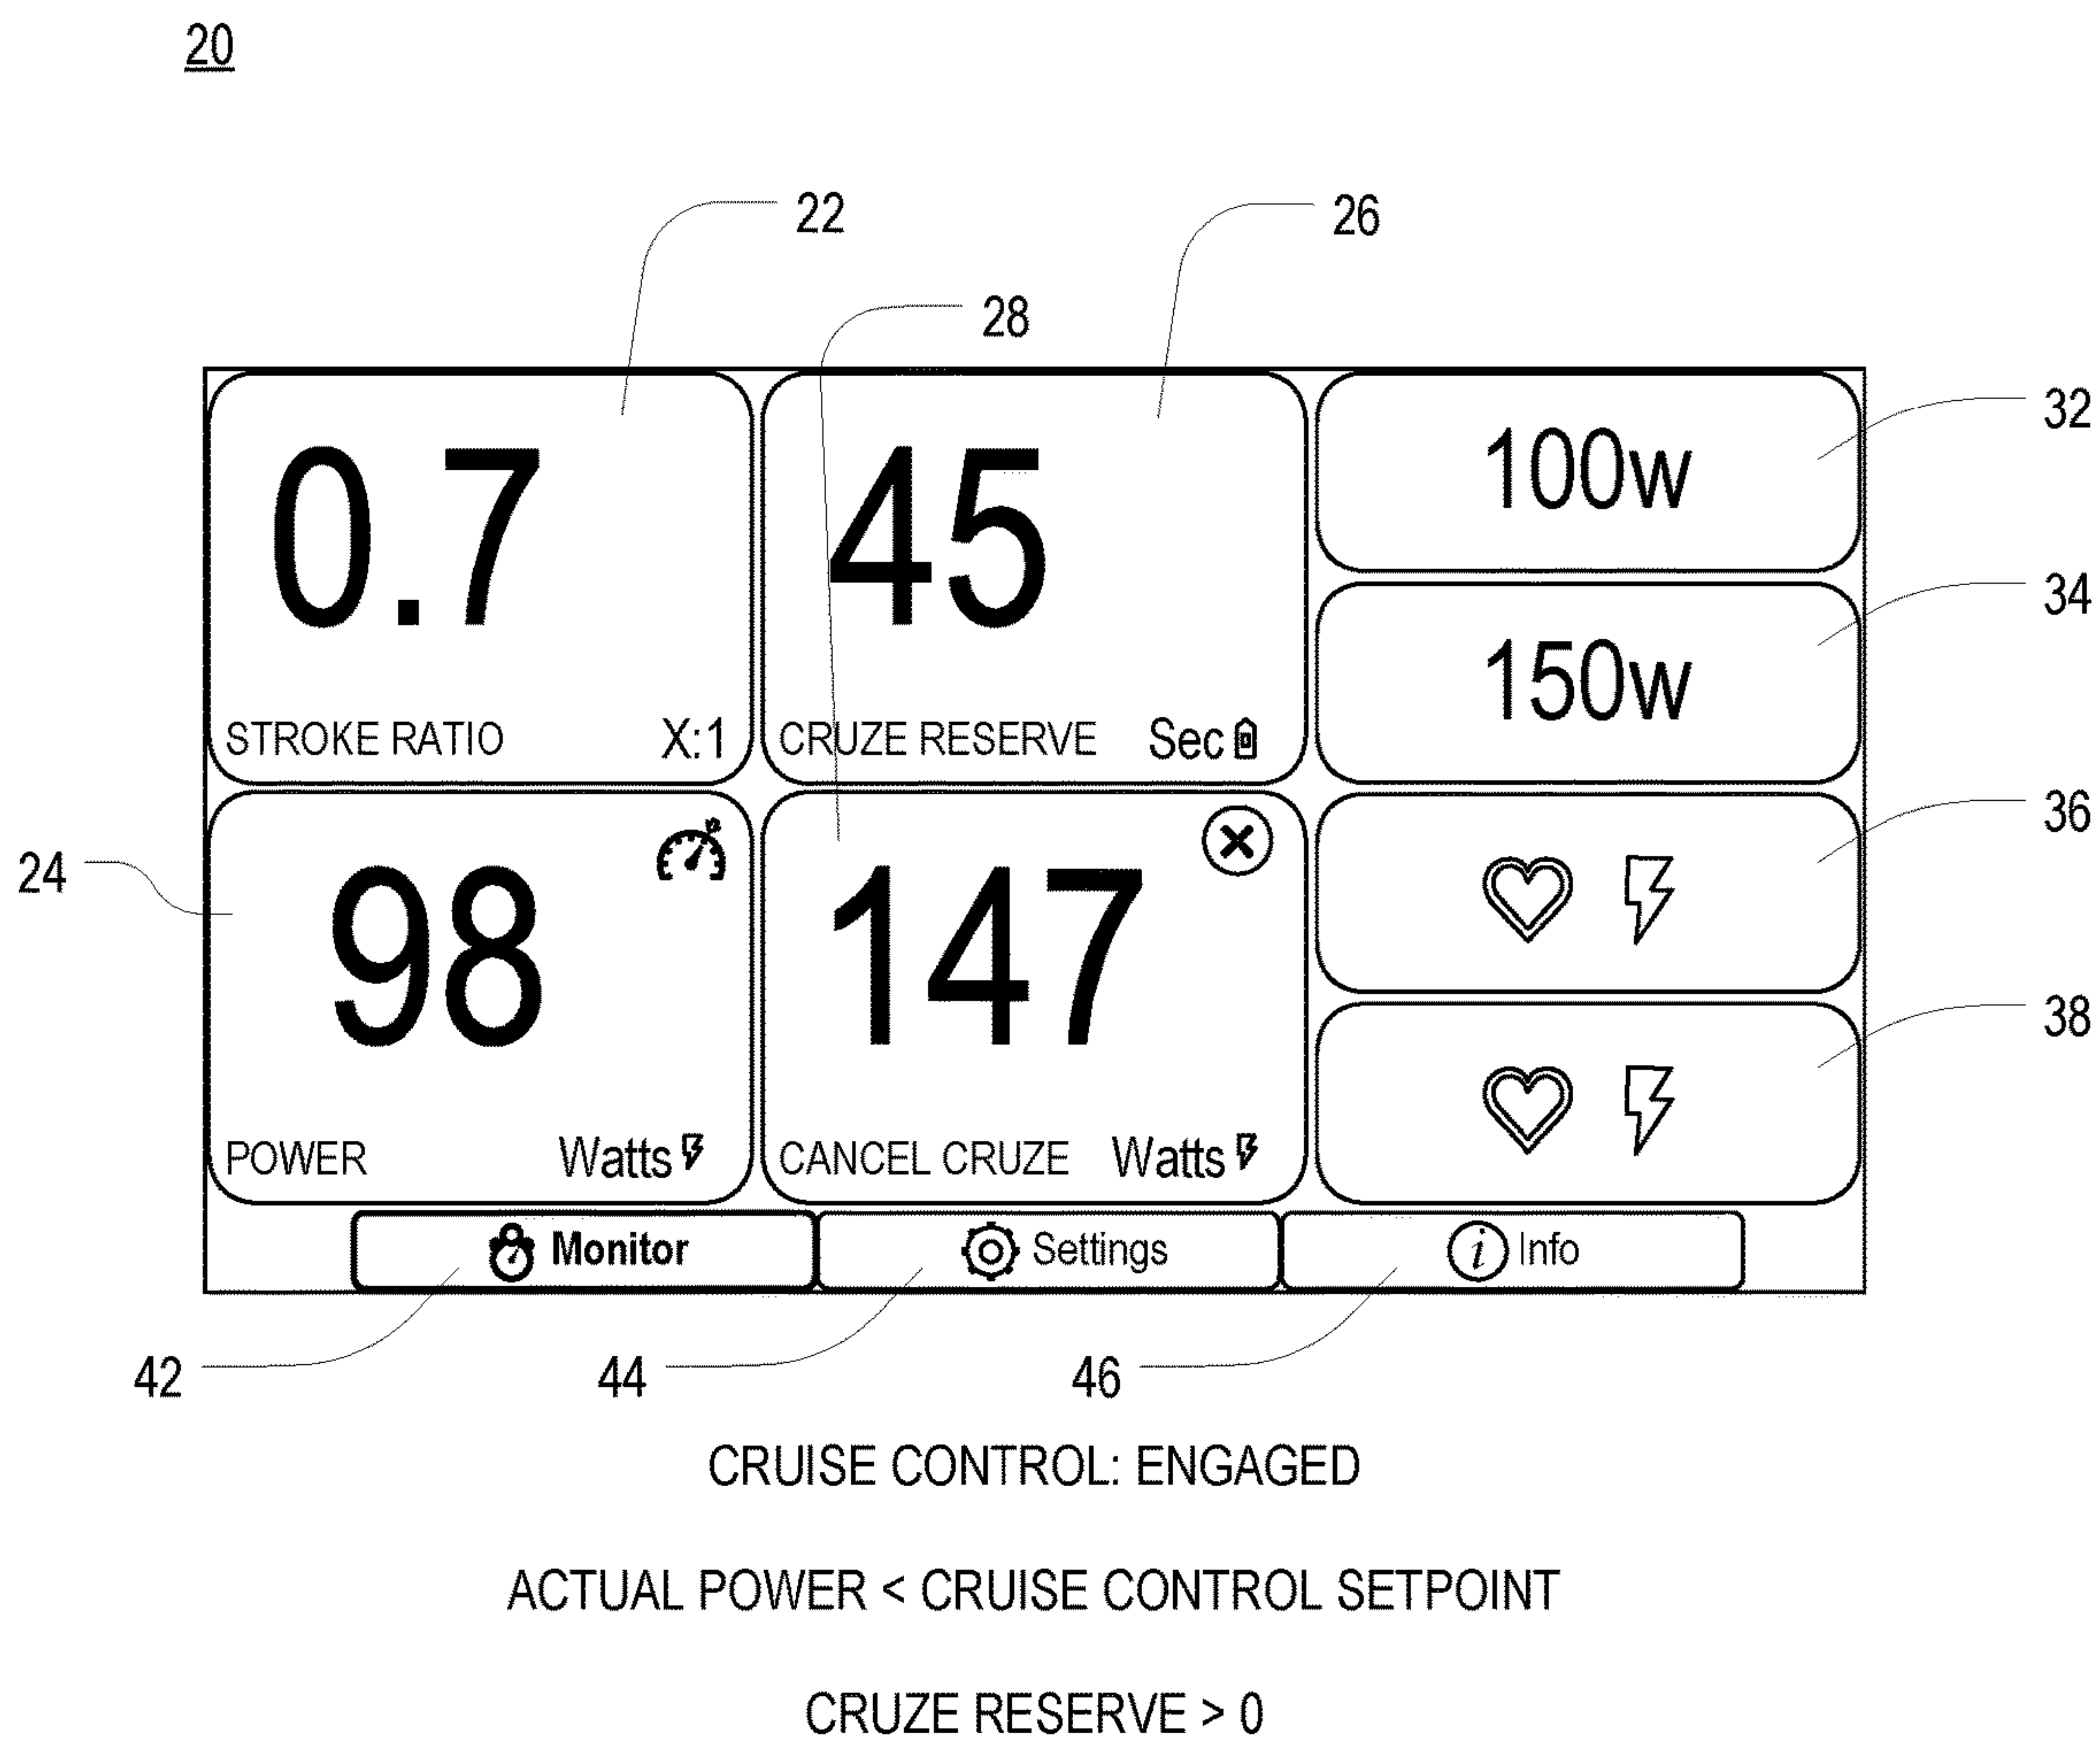 20
22
26
28
0.7
STROKE RATIO X:1
45
CRUZE RESERVE Sec
100w
32
150w
34
24
98
POWER Watts
147
CANCEL CRUZE Watts
36
38
Monitor
Settings
Info
42
44
46
CRUISE CONTROL: ENGAGED
ACTUAL POWER < CRUISE CONTROL SETPOINT
CRUZE RESERVE > 0